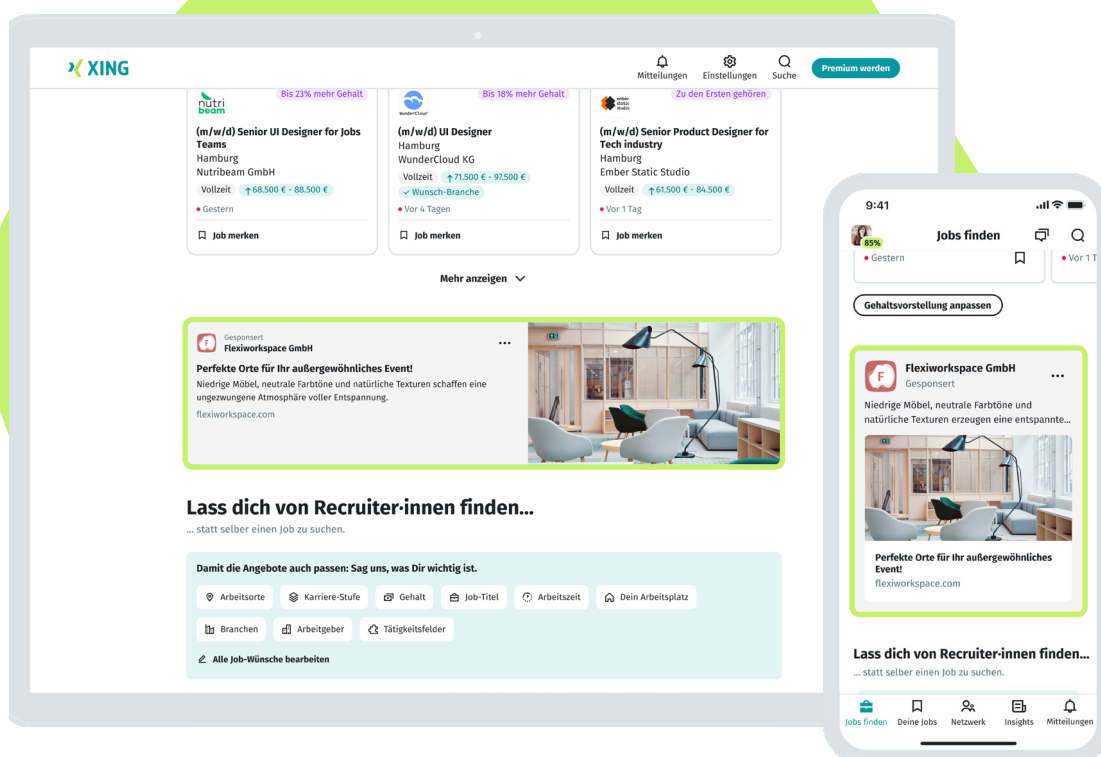 XING
Mitteilungen
Einstellungen
Suche
Premium werden
nutri
beam
Bis 23% mehr Gehalt
(m/w/d) Senior UI Designer for Jobs
Teams
Hamburg
Nutribeam GmbH
Vollzeit
↑68.500 € - 88.500 €
Gestern
Job merken
WunderCloud
Bis 18% mehr Gehalt
(m/w/d) UI Designer
Hamburg
WunderCloud KG
Vollzeit
↑71.500 € - 97.500 €
Wunsch-Branche
Vor 4 Tagen
Job merken
ember
static
studio
Zu den Ersten gehören
(m/w/d) Senior Product Designer for
Tech industry
Hamburg
Ember Static Studio
Vollzeit
↑61.500 € - 84.500 €
Vor 1 Tag
Job merken
Mehr anzeigen
F
Gesponsert
Flexiworkspace GmbH
Perfekte Orte für Ihr außergewöhnliches Event!
Niedrige Möbel, neutrale Farbtöne und natürliche Texturen schaffen eine
ungezwungene Atmosphäre voller Entspannung.
flexiworkspace.com
Lass dich von Recruiter·innen finden...
... statt selber einen Job zu suchen.
Damit die Angebote auch passen: Sag uns, was Dir wichtig ist.
Arbeitsorte
Karriere-Stufe
Gehalt
Job-Titel
Arbeitszeit
Dein Arbeitsplatz
Branchen
Arbeitgeber
Tätigkeitsfelder
Alle Job-Wünsche bearbeiten
9:41
85%
Jobs finden
Gestern
Vor 1 T
Gehaltsvorstellung anpassen
F
Flexiworkspace GmbH
Gesponsert
Niedrige Möbel, neutrale Farbtöne und
natürliche Texturen erzeugen eine entspannte...
Perfekte Orte für Ihr außergewöhnliches
Event!
flexiworkspace.com
Lass dich von Recruiter·innen finden...
... statt selber einen Job zu suchen.
Jobs finden
Deine Jobs
Netzwerk
Insights
Mitteilungen